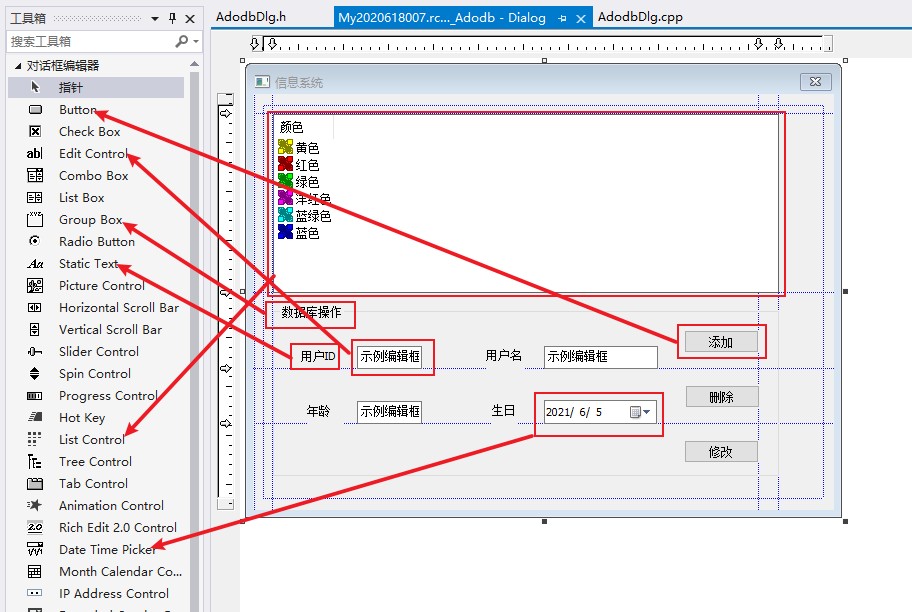 工具箱
搜索工具箱
对话框编辑器
指针
Button
Check Box
Edit Control
Combo Box
List Box
Group Box
Radio Button
Static Text
Picture Control
Horizontal Scroll Bar
Vertical Scroll Bar
Slider Control
Spin Control
Progress Control
Hot Key
List Control
Tree Control
Tab Control
Animation Control
Rich Edit 2.0 Control
Date Time Picker
Month Calendar Co...
IP Address Control
AdodbDlg.h
My2020618007.rc..._Adodb - Dialog
AdodbDlg.cpp
信息系统
颜色
黄色
红色
绿色
洋红色
蓝绿色
蓝色
数据库操作
用户ID
示例编辑框
用户名
示例编辑框
添加
年龄
示例编辑框
生日
2021/ 6/ 5
删除
修改